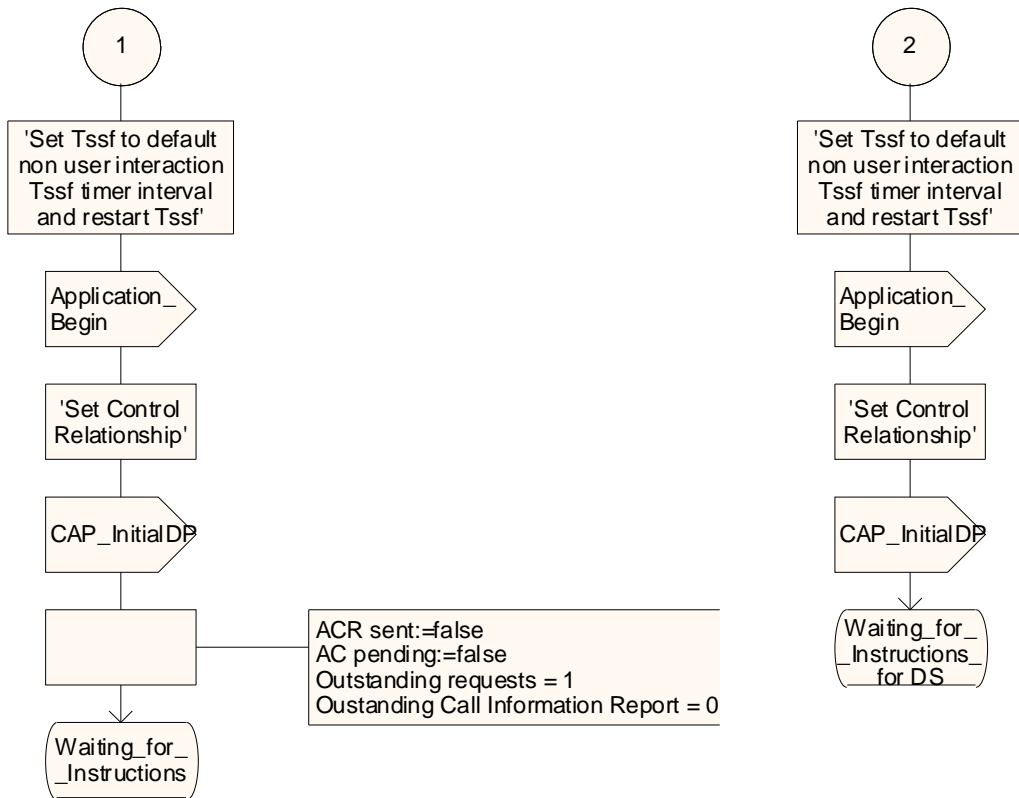 1
'Set Tssf to default
non user interaction
Tssf timer interval
and restart Tssf'
Application_
Begin
'Set Control
Relationship'
CAP_InitialDP
ACR sent:=false
AC pending:=false
Outstanding requests = 1
Oustanding Call Information Report = 0
Waiting_for_
_Instructions
2
'Set Tssf to default
non user interaction
Tssf timer interval
and restart Tssf'
Application_
Begin
'Set Control
Relationship'
CAP_InitialDP
Waiting_for_
_Instructions_
for DS